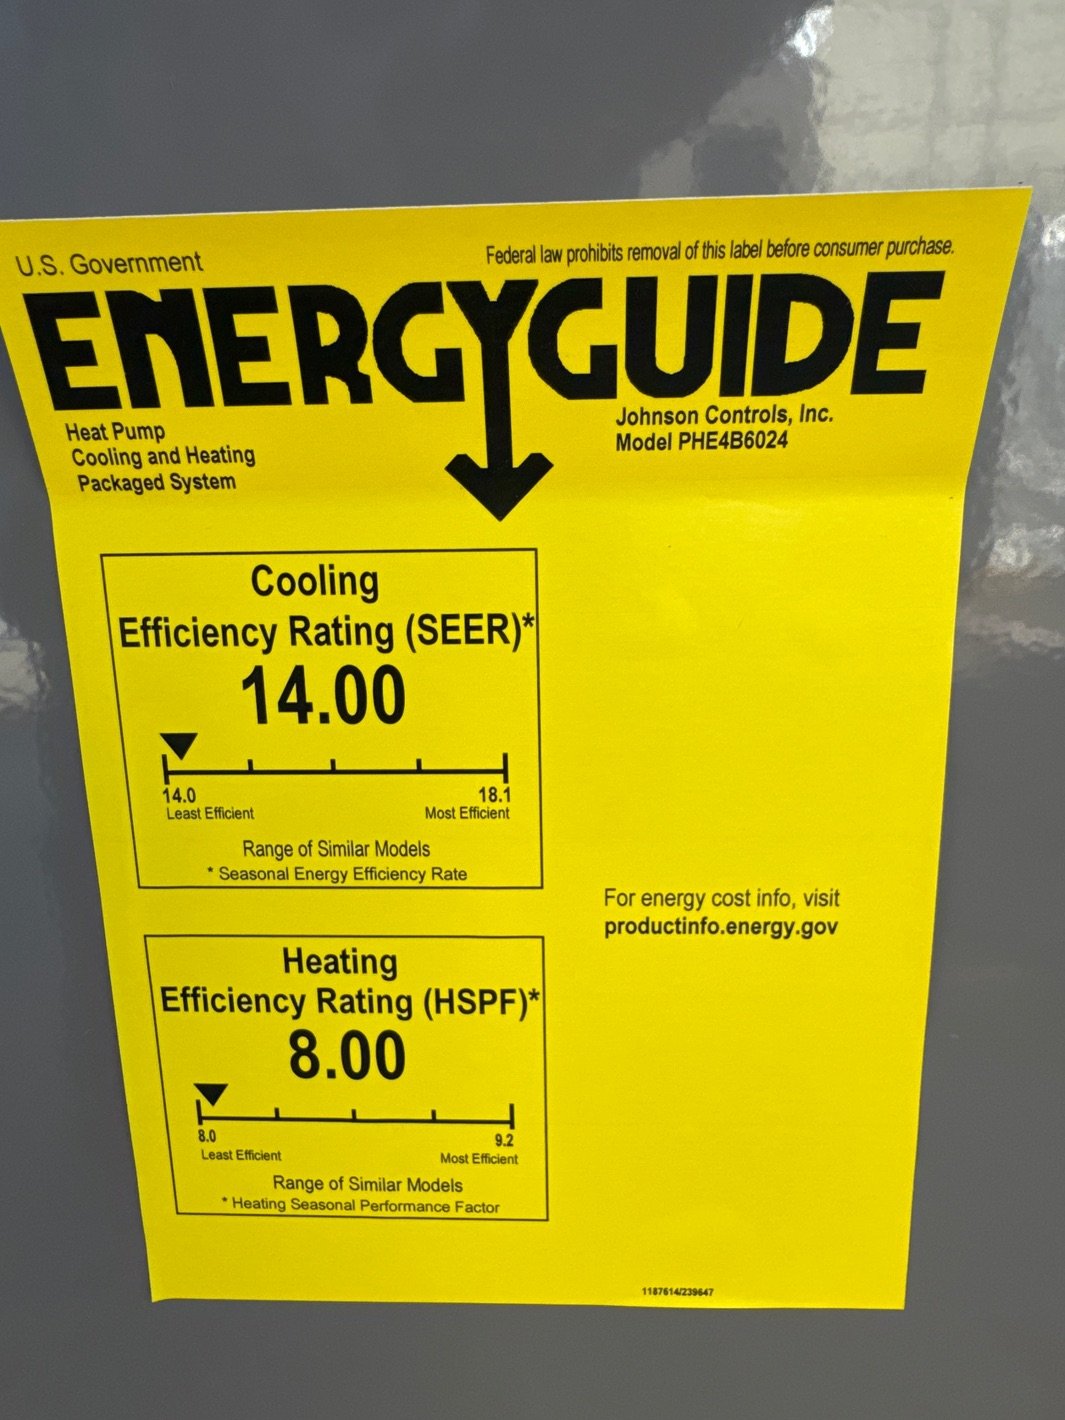 U.S. Government
Federal law prohibits removal of this label before consumer purchase.
ENERGYGUIDE
Heat Pump
Cooling and Heating
Packaged System
Johnson Controls, Inc.
Model PHE4B6024
Cooling
Efficiency Rating (SEER)*
14.00
14.0
18.1
Least Efficient
Most Efficient
Range of Similar Models
* Seasonal Energy Efficiency Rate
For energy cost info, visit
productinfo.energy.gov
Heating
Efficiency Rating (HSPF)*
8.00
8.0
9.2
Least Efficient
Most Efficient
Range of Similar Models
* Heating Seasonal Performance Factor
1187614/239647